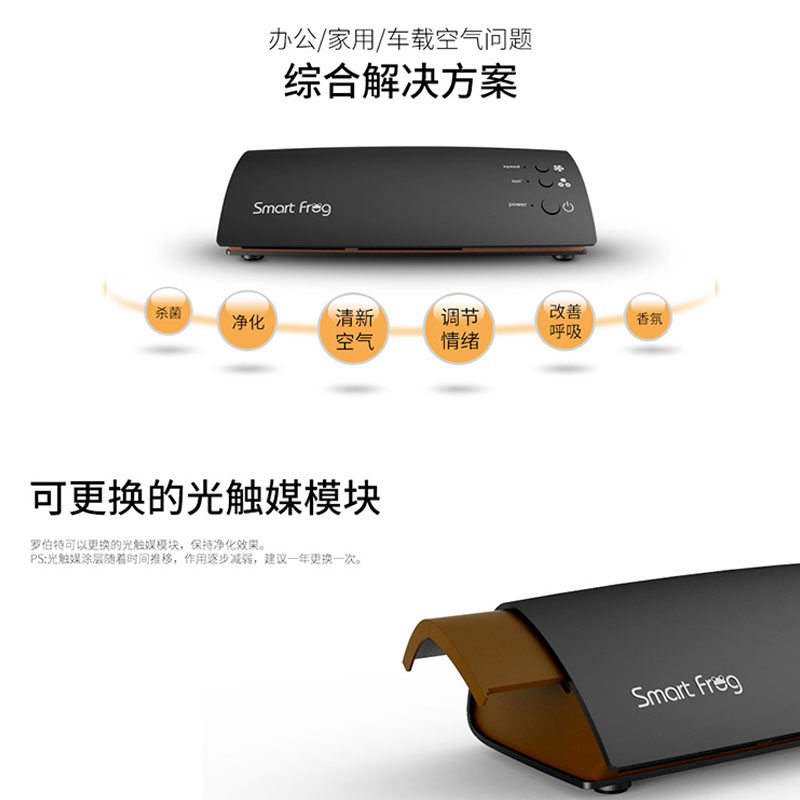 办公/家用/车载空气问题
综合解决方案
speed
ion
power
Smart Frog
杀菌
净化
清新
空气
调节
情绪
改善
呼吸
香氛
可更换的光触媒模块
罗伯特可以更换的光触媒模块，保持净化效果。
PS:光触媒涂层随着时间推移，作用逐步减弱，建议一年更换一次。
Smart Frog